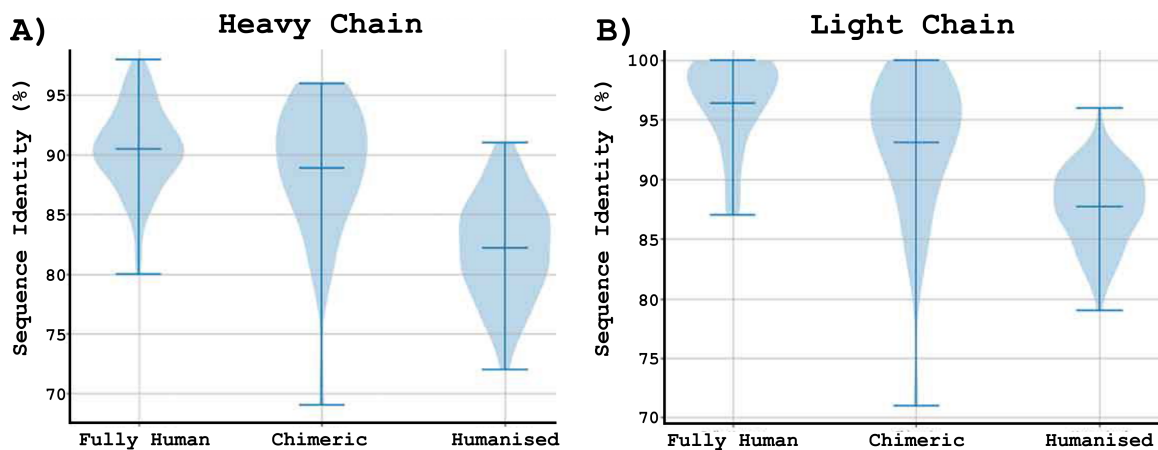 A) Heavy Chain
Sequence Identity (%)
95
90
85
80
75
70
Fully Human Chimeric Humanised
B) Light Chain
Sequence Identity (%)
100
95
90
85
80
75
70
Fully Human Chimeric Humanised